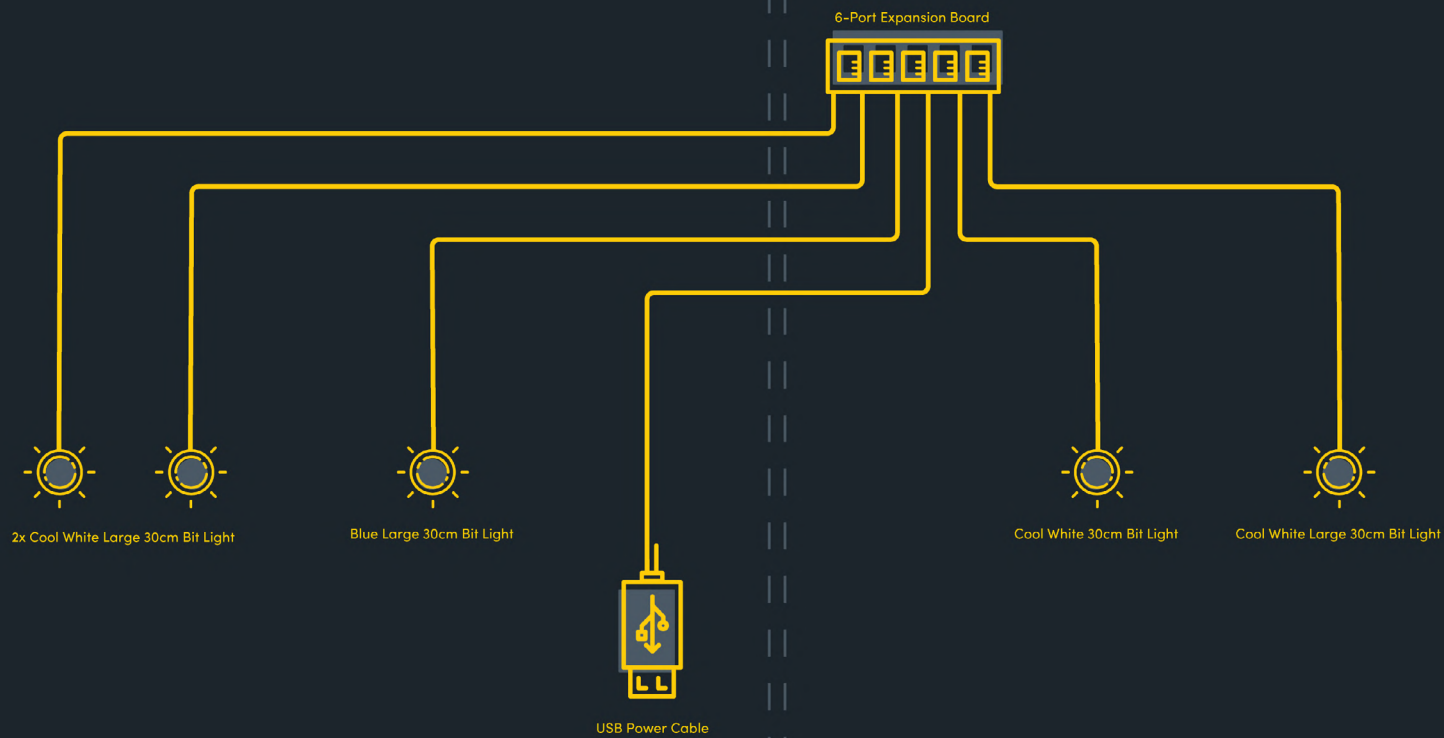 6-Port Expansion Board
2x Cool White Large 30cm Bit Light
Blue Large 30cm Bit Light
Cool White 30cm Bit Light
Cool White Large 30cm Bit Light
USB Power Cable